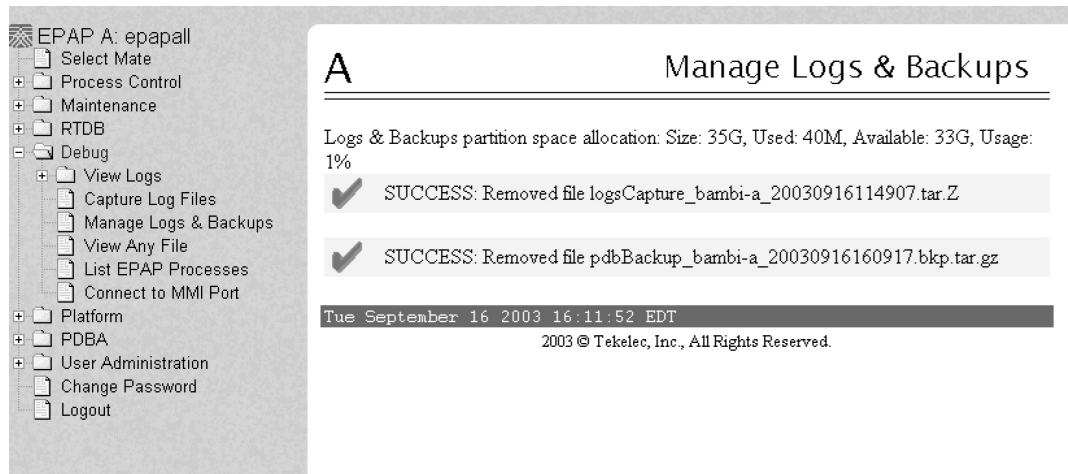 EPAP A: epapall
Select Mate
Process Control
Maintenance
RTDB
Debug
View Logs
Capture Log Files
Manage Logs & Backups
View Any File
List EPAP Processes
Connect to MMI Port
Platform
PDBA
User Administration
Change Password
Logout
A
Manage Logs & Backups
Logs & Backups partition space allocation: Size: 35G, Used: 40M, Available: 33G, Usage:
1%
SUCCESS: Removed file logsCapture_bambi-a_20030916114907.tar.Z
SUCCESS: Removed file pdbBackup_bambi-a_20030916160917.bkp.tar.gz
Tue September 16 2003 16:11:52 EDT
2003 © Tekelec, Inc., All Rights Reserved.